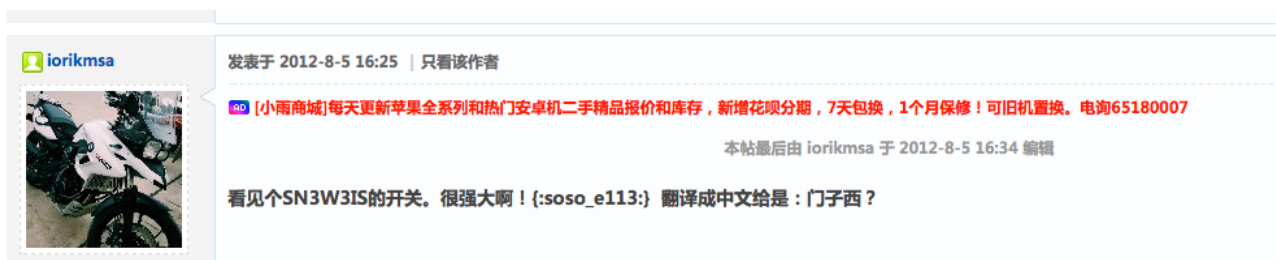 iorikmsa
发表于 2012-8-5 16:25 | 只看该作者
AD [小雨商城]每天更新苹果全系列和热门安卓机二手精品报价和库存，新增花呗分期，7天包换，1个月保修！可旧机置换。电询65180007
本帖最后由 iorikmsa 于 2012-8-5 16:34 编辑
看见个SN3W3IS的开关。很强大啊！{:soso_e113:} 翻译成中文给是：门子西？